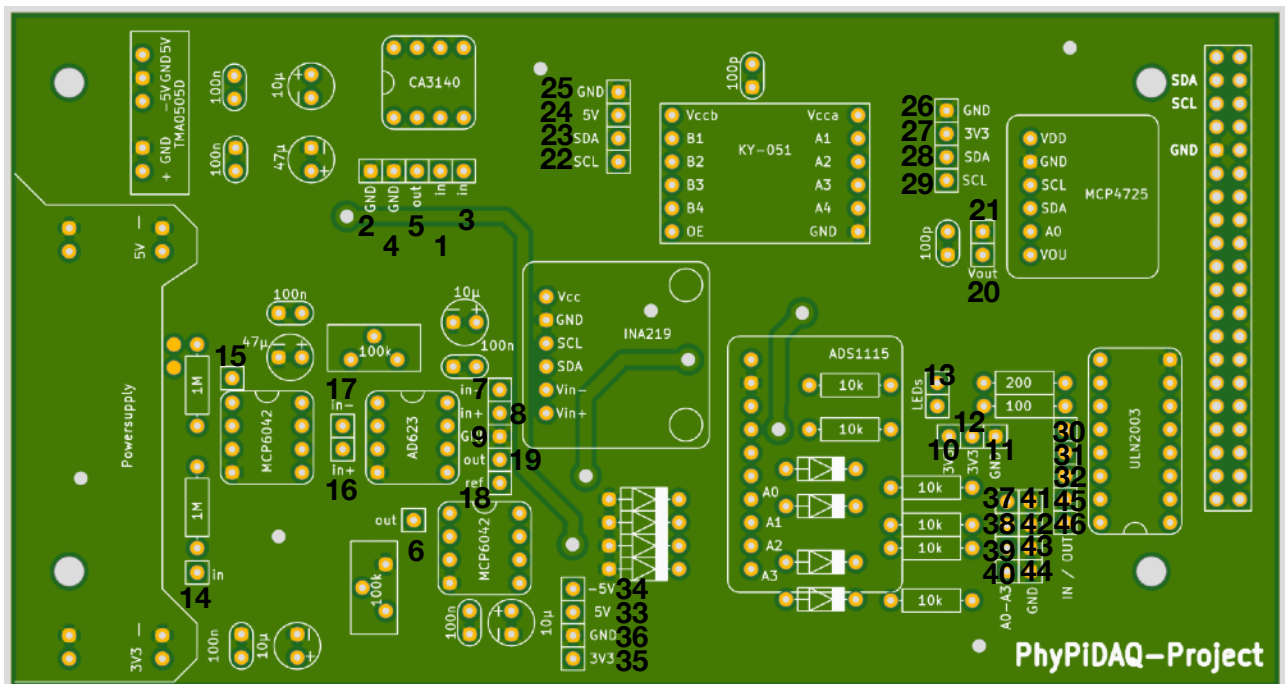 + GND
-5V GND 5V
TMA0505D
100n
10µ
+
-
100n
47µ
-
+
CA3140
GND
GND
out
in
in
2
4
5
1
3
25 GND
24 5V
23 SDA
22 SCL
100p
Vccb
B1
B2
B3
B4
OE
KY-051
Vcca
A1
A2
A3
A4
GND
26 GND
27 3V3
28 SDA
29 SCL
100p
21
Vout
20
VDD
GND
SCL
SDA
A0
VOU
MCP4725
SDA
SCL
GND
5V
-
Powersupply
3V3
-
1M
1M
in
14
15
100n
47µ
- +
MCP6042
100k
17
in-
in+
16
AD623
10µ
- +
100n
in- 7
in+ 8
9
out 19
ref
18
out
6
100k
MCP6042
100n
+
-
10µ
100n
10µ
-
+
Vcc
GND
SCL
SDA
Vin-
Vin+
INA219
-5V 34
5V 33
GND 36
3V3 35
ADS1115
10k
10k
A0
A1
A2
A3
10k
10k
10k
10k
13
LEDs
200
100
12
10
11
3V3
3V3
GND
30
31
32
45
46
37 41
38 42
39 43
40 44
A0-A3
GND
IN / OUT
ULN2003
PhyPiDAQ-Project